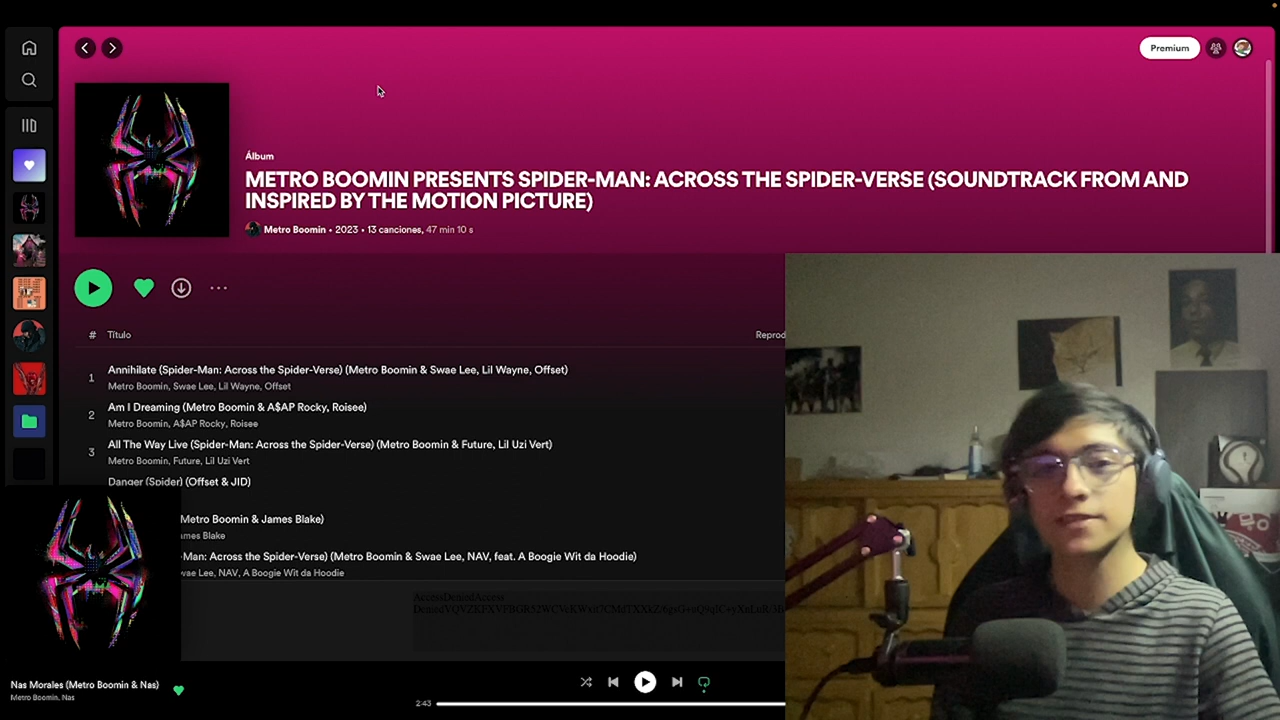 Premium
Álbum
METRO BOOMIN PRESENTS SPIDER-MAN: ACROSS THE SPIDER-VERSE (SOUNDTRACK FROM AND
INSPIRED BY THE MOTION PICTURE)
Metro Boomin • 2023 • 13 canciones, 47 min 10 s
# Título Reprod
1 Annihilate (Spider-Man: Across the Spider-Verse) (Metro Boomin & Swae Lee, Lil Wayne, Offset)
Metro Boomin, Swae Lee, Lil Wayne, Offset
2 Am I Dreaming (Metro Boomin & A$AP Rocky, Roisee)
Metro Boomin, A$AP Rocky, Roisee
3 All The Way Live (Spider-Man: Across the Spider-Verse) (Metro Boomin & Future, Lil Uzi Vert)
Metro Boomin, Future, Lil Uzi Vert
Danger (Spider) (Offset & JID)
Metro Boomin & James Blake)
ames Blake
Man: Across the Spider-Verse) (Metro Boomin & Swae Lee, NAV, feat. A Boogie Wit da Hoodie)
wae Lee, NAV, A Boogie Wit da Hoodie
AccessDeniedAccess
Nas Morales (Metro Boomin & Nas)
Metro Boomin, Nas
2:43